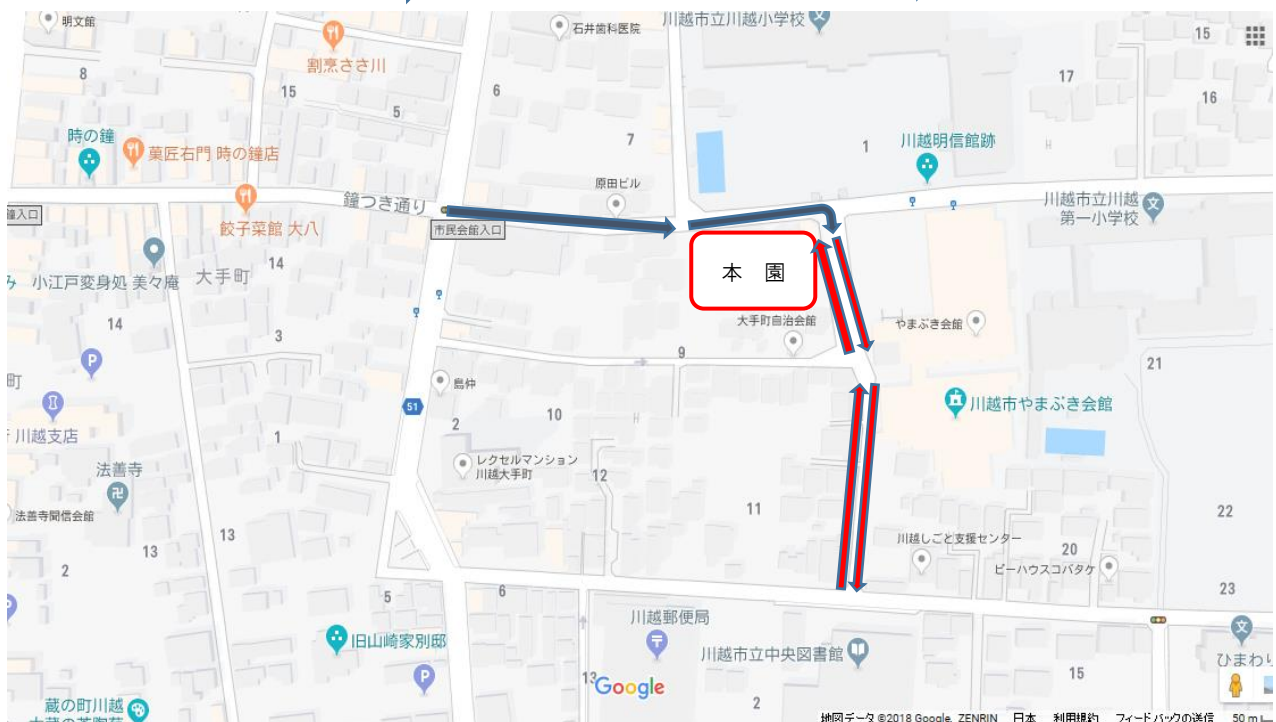 明文館
石井歯科医院
川越市立川越小学校
15
割烹ささ川
8
15
5
6
17
16
時の鐘
菓匠右門 時の鐘店
7
1
川越明信館跡
H
原田ビル
鐘つき通り
川越市立川越
第一小学校
鐘入口
餃子菜館 大八
市民会館入口
本 園
み 小江戸変身処 美々庵
大手町
14
大手町自治会館
やまぶき会館
14
3
9
21
P
町
島仲
51
川越市やまぶき会館
川越支店
2
10
H
1
レクセルマンション
川越大手町
法善寺
卍
12
法善寺聞信会館
11
22
13
13
川越しごと支援センター
20
ビーハウスコバタケ
2
23
5
6
川越郵便局
旧山崎家別邸
川越市立中央図書館
ひまわり
13
15
P
Google
2
蔵の町川越
地図データ ©2018 Google, ZENRIN 日本 利用規約 フィードバックの送信 50 m